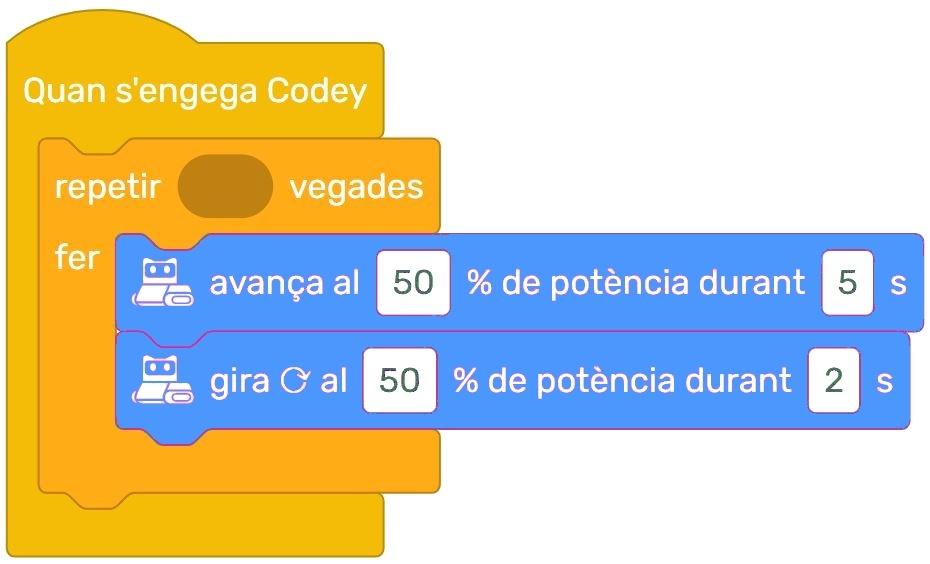 Quan s'engega Codey
repetir vegades
fer
avança al 50 % de potència durant 5 s
gira al 50 % de potència durant 2 s